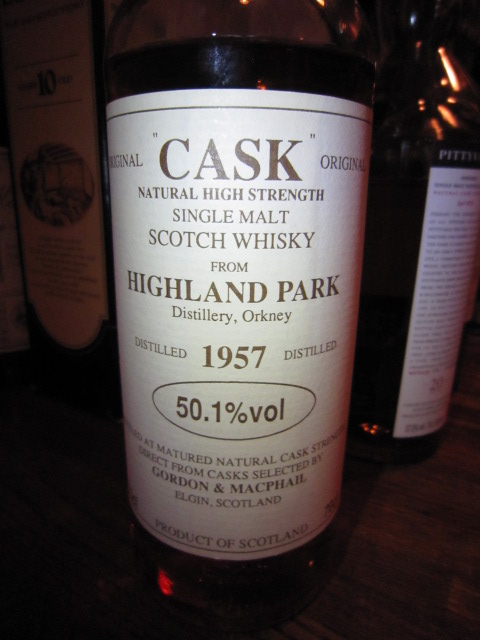 ORIGINAL "CASK" ORIGINAL
NATURAL HIGH STRENGTH
SINGLE MALT
SCOTCH WHISKY
FROM
HIGHLAND PARK
Distillery, Orkney
DISTILLED 1957 DISTILLED
50.1%vol
AT MATURED NATURAL CASK STRENGTH
DIRECT FROM CASKS SELECTED BY
GORDON & MACPHAIL
ELGIN, SCOTLAND
PRODUCT OF SCOTLAND
10
PITTY